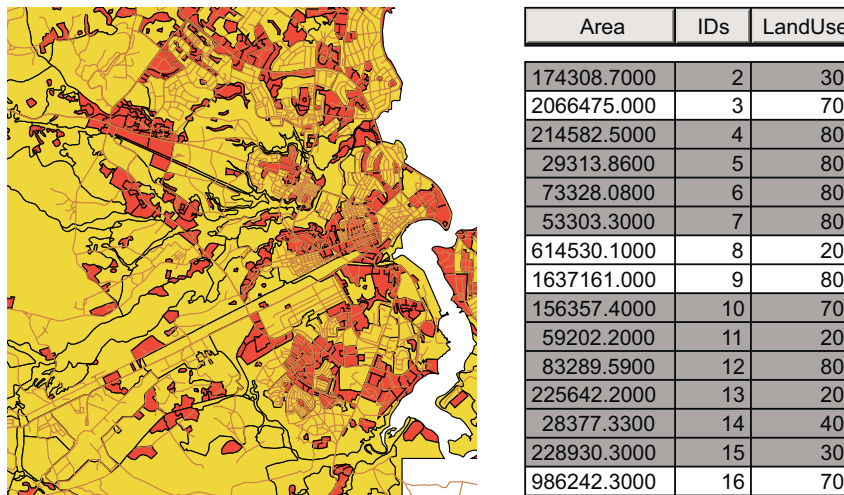 Area IDs LandUse
174308.7000 2 30
2066475.000 3 70
214582.5000 4 80
29313.8600 5 80
73328.0800 6 80
53303.3000 7 80
614530.1000 8 20
1637161.000 9 80
156357.4000 10 70
59202.2000 11 20
83289.5900 12 80
225642.2000 13 20
28377.3300 14 40
228930.3000 15 30
986242.3000 16 70